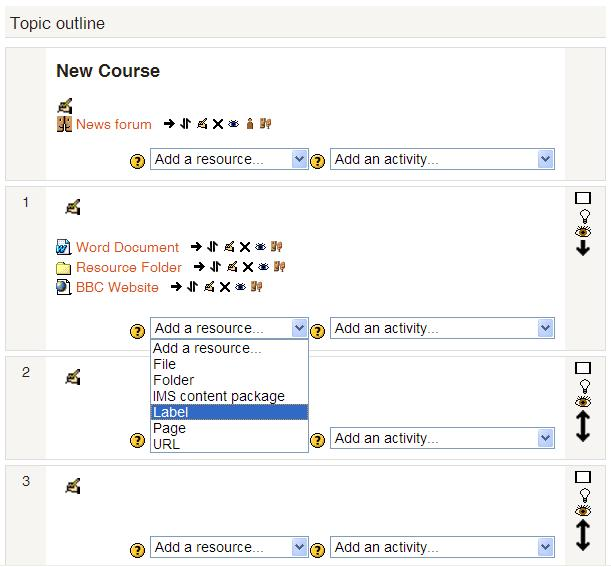 Topic outline
New Course
News forum
? Add a resource... ? Add an activity...
1
Word Document
Resource Folder
BBC Website
? Add a resource... ? Add an activity...
Add a resource...
File
Folder
IMS content package
2
Label
Page
URL
? ? Add an activity...
3
? Add a resource... ? Add an activity...